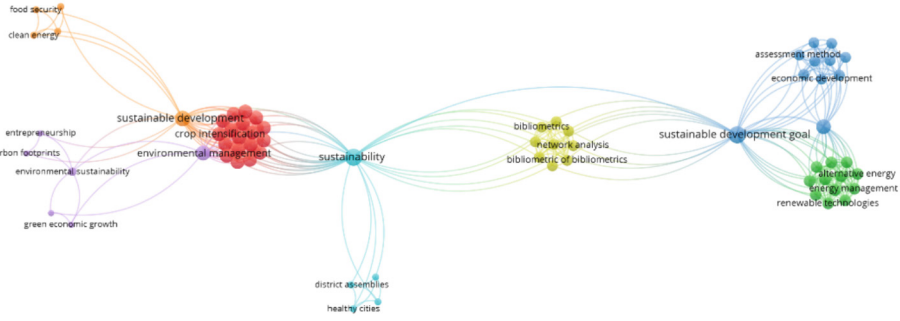 food security
clean energy
assessment method
economic development
sustainable development
crop intensification
environmental management
entrepreneurship
rbon footprints
environmental sustainability
green economic growth
sustainability
bibliometrics
network analysis
bibliometric of bibliometrics
sustainable development goal
alternative energy
energy management
renewable technologies
district assemblies
healthy cities